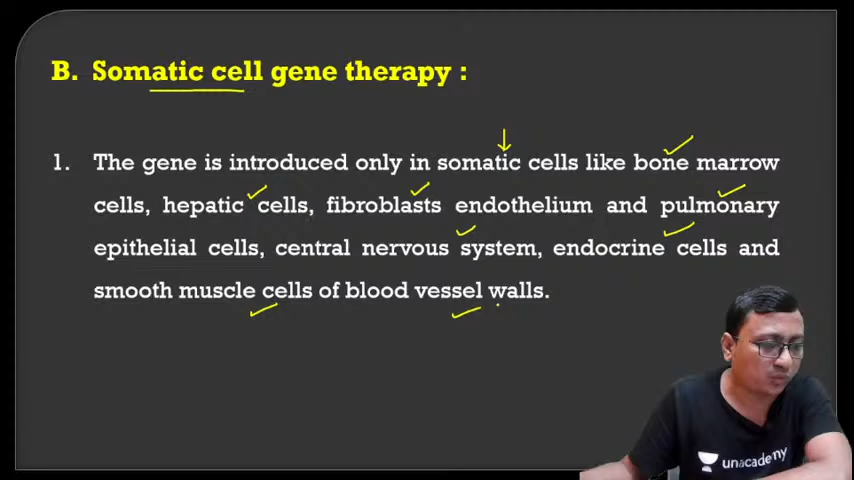 B. Somatic cell gene therapy :
1. The gene is introduced only in somatic cells like bone marrow
cells, hepatic cells, fibroblasts endothelium and pulmonary
epithelial cells, central nervous system, endocrine cells and
smooth muscle cells of blood vessel walls.
unacademy